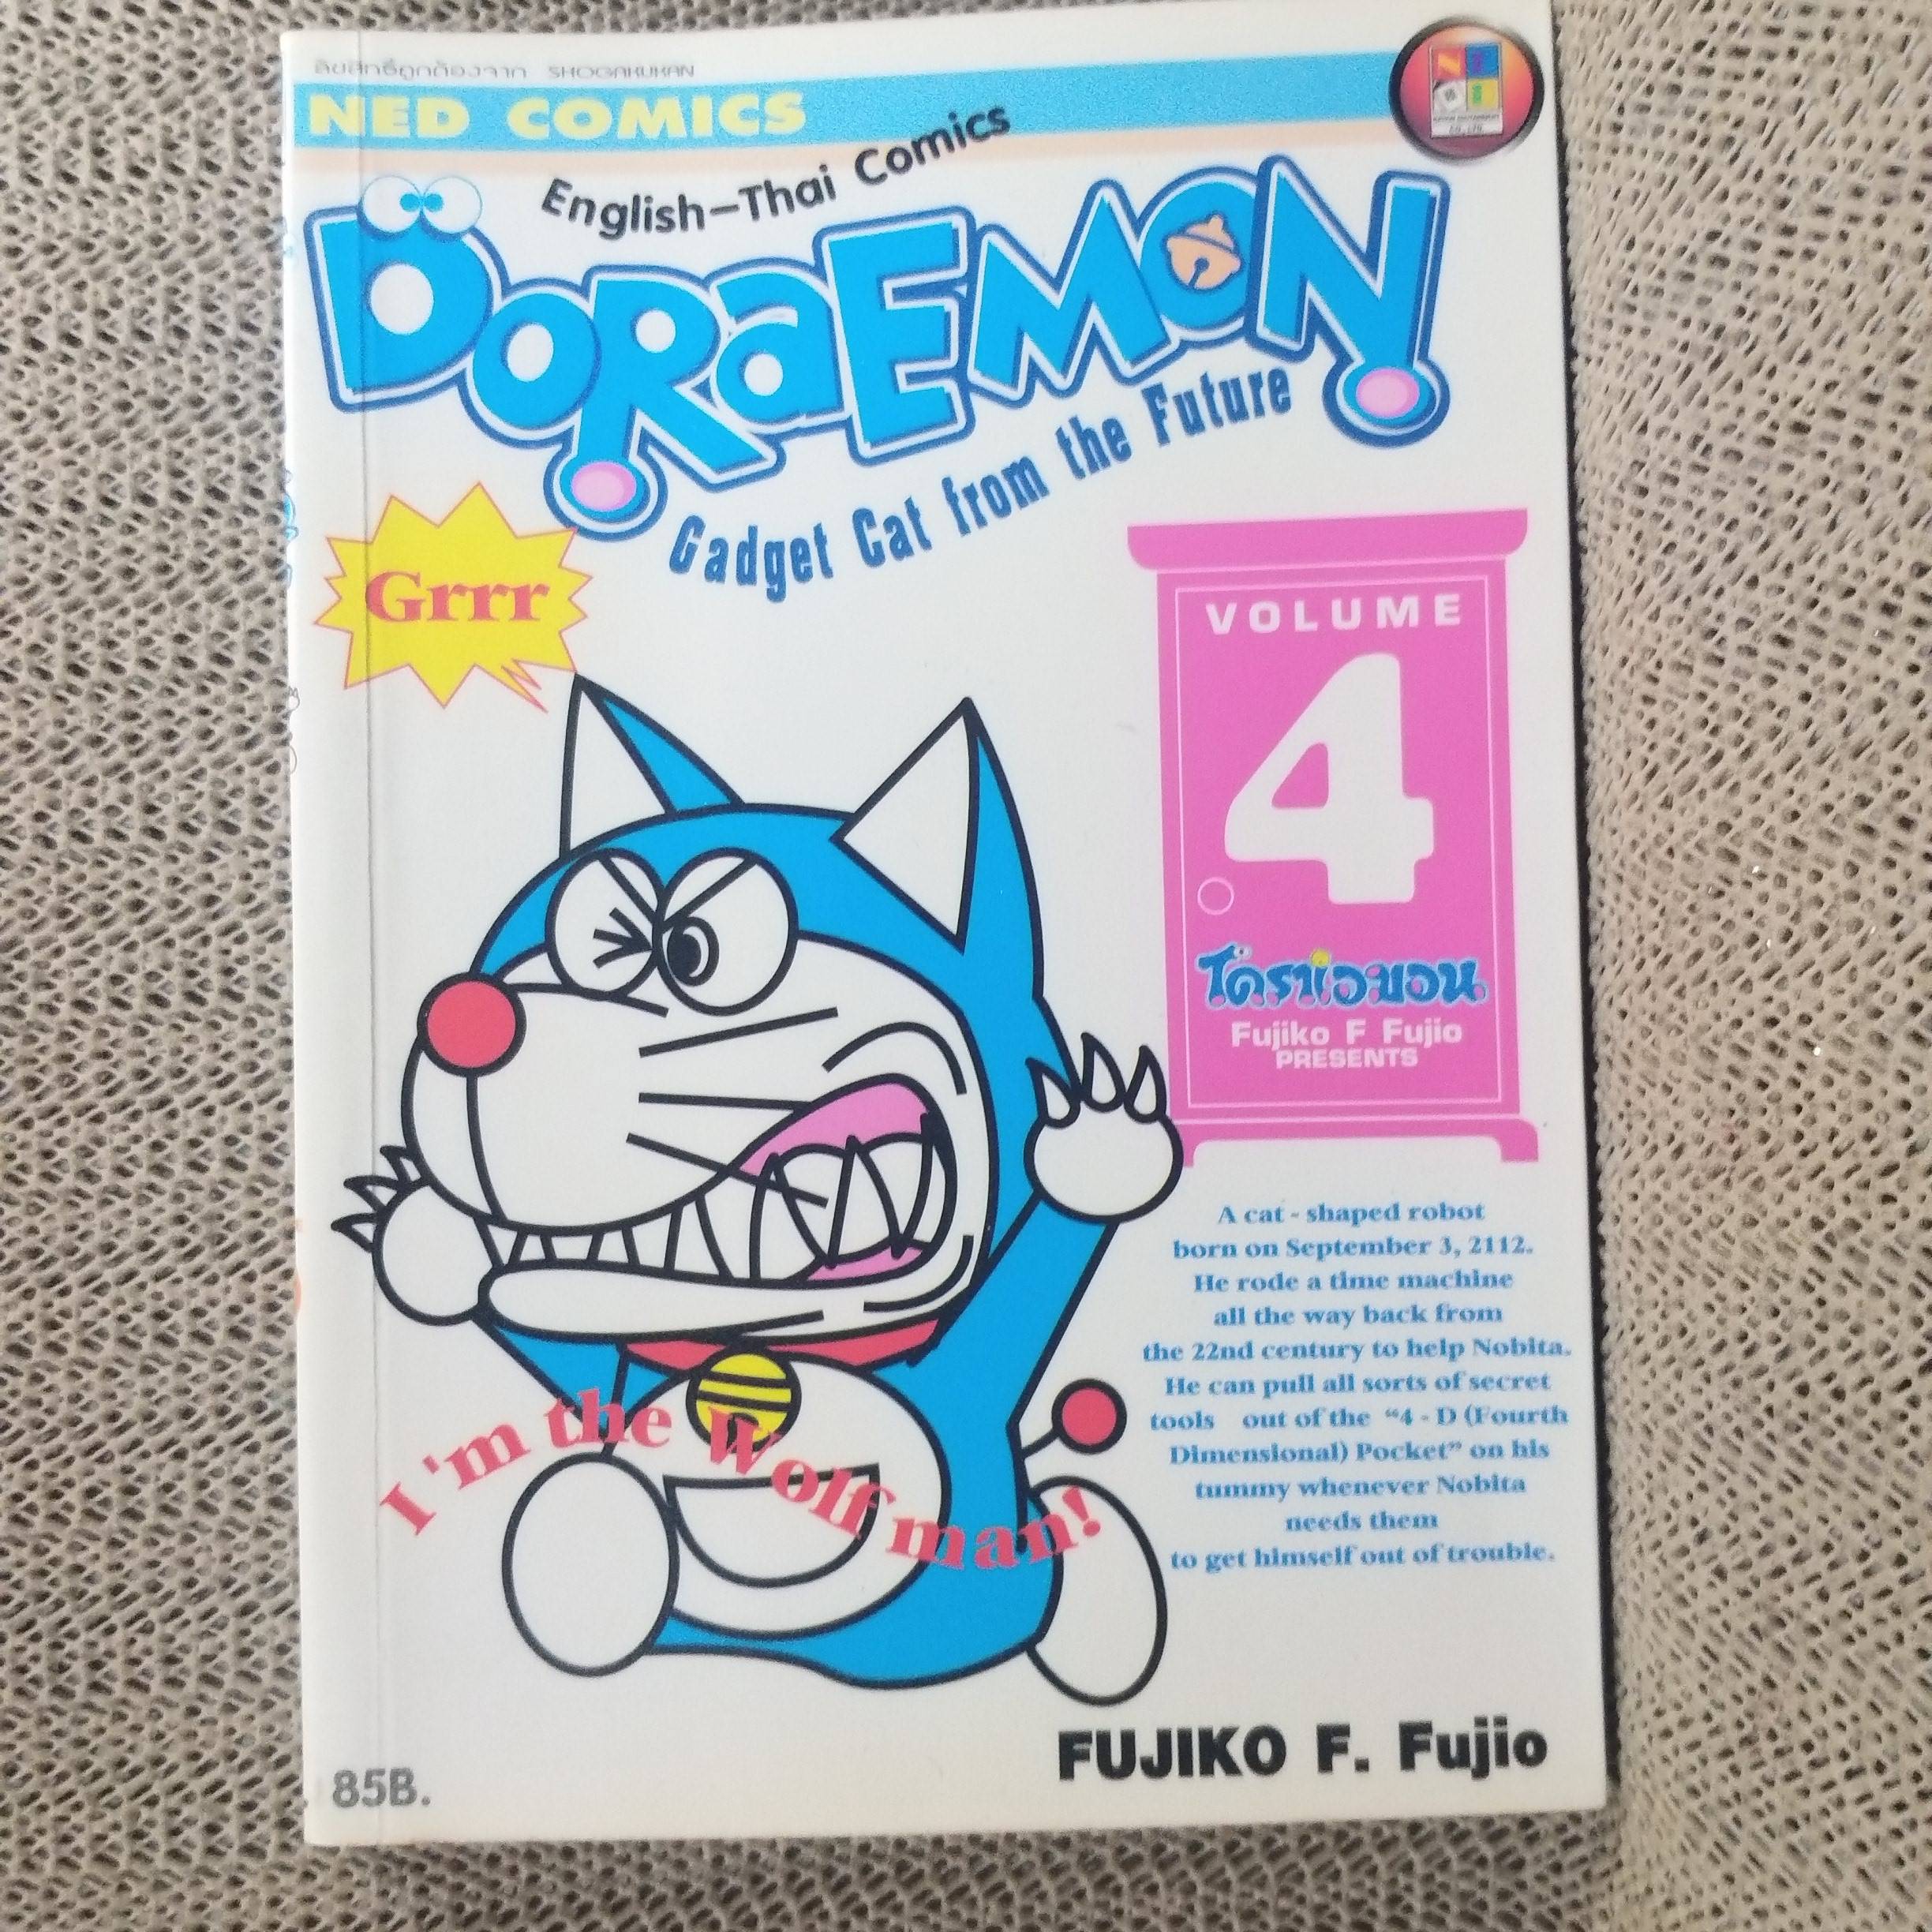 ลิขสิทธิ์ถูกต้องจาก SHOGAKUKAN
NED COMICS
English-Thai Comics
DORAEMON
Gadget Cat from the Future
Grrr
VOLUME
4
โดราเอมอน
Fujiko F Fujio
PRESENTS
A cat - shaped robot
born on September 3, 2112.
He rode a time machine
all the way back from
the 22nd century to help Nobita.
He can pull all sorts of secret
tools out of the “4 - D (Fourth
Dimensional) Pocket” on his
tummy whenever Nobita
needs them
to get himself out of trouble.
I'm the Wolf man!
FUJIKO F. Fujio
85B.